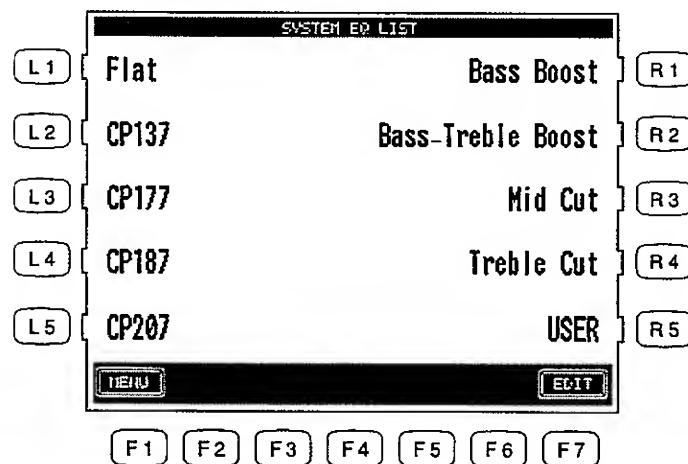 SYSTEM EQ LIST
L1 Flat Bass Boost R1
L2 CP137 Bass-Treble Boost R2
L3 CP177 Mid Cut R3
L4 CP187 Treble Cut R4
L5 CP207 USER R5
MENU EDIT
F1 F2 F3 F4 F5 F6 F7